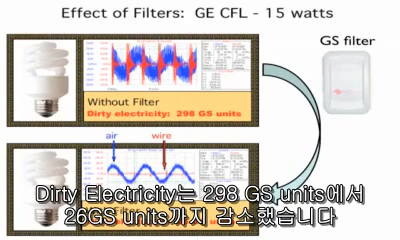 Effect of Filters: GE CFL - 15 watts
GS filter
Without Filter
Dirty electricity: 298 GS units
air wire
Dirty Electricity는 298 GS units에서
26GS units까지 감소했습니다